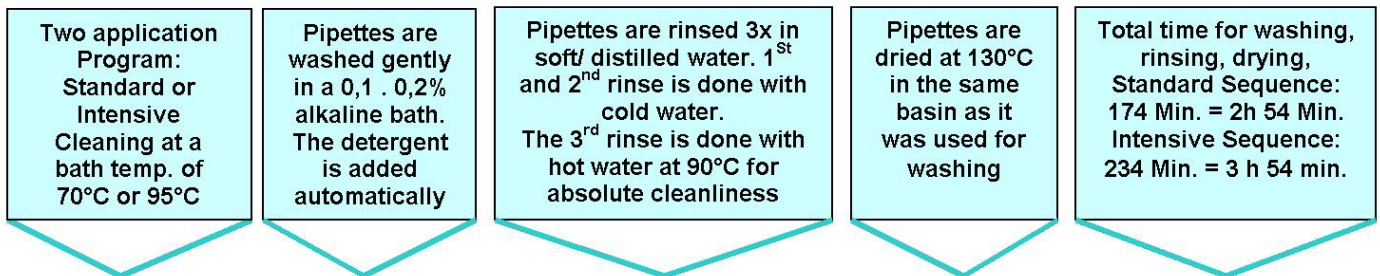 Two application
Program:
Standard or
Intensive
Cleaning at a
bath temp. of
70°C or 95°C
Pipettes are
washed gently
in a 0,1 . 0,2%
alkaline bath.
The detergent
is added
automatically
Pipettes are rinsed 3x in
soft/ distilled water. 1St
and 2nd rinse is done with
cold water.
The 3rd rinse is done with
hot water at 90°C for
absolute cleanliness
Pipettes are
dried at 130°C
in the same
basin as it
was used for
washing
Total time for washing,
rinsing, drying,
Standard Sequence:
174 Min. = 2h 54 Min.
Intensive Sequence:
234 Min. = 3 h 54 min.